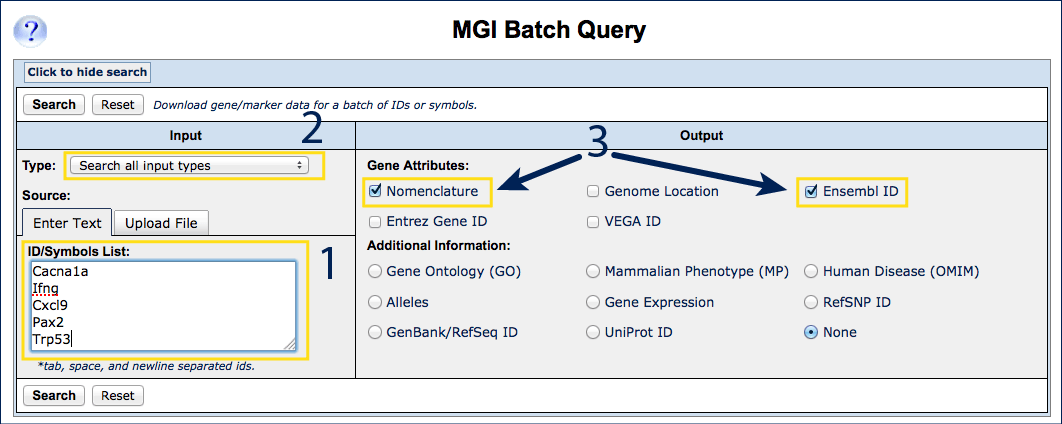 ?
MGI Batch Query
Click to hide search
Search Reset Download gene/marker data for a batch of IDs or symbols.
2
Input Output
3
Type: Search all input types
Gene Attributes:
Nomenclature Genome Location Ensembl ID
Source:
Enter Text Upload File
Entrez Gene ID VEGA ID
1
ID/Symbols List:
Cacna1a
Ifng
Cxcl9
Pax2
Trp53
*tab, space, and newline separated ids.
Additional Information:
Gene Ontology (GO) Mammalian Phenotype (MP) Human Disease (OMIM)
Alleles Gene Expression RefSNP ID
GenBank/RefSeq ID UniProt ID None
Search Reset